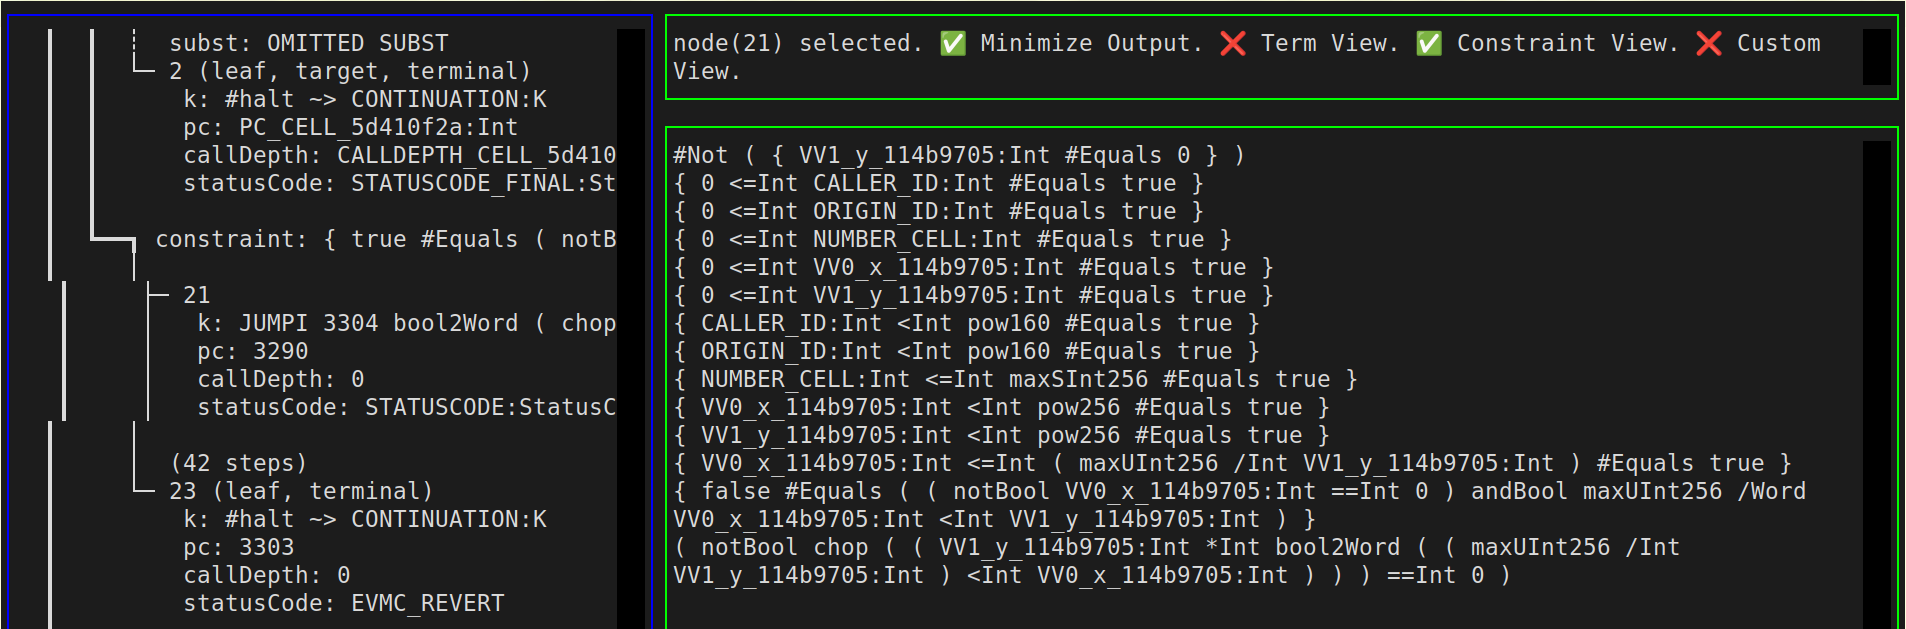 subst: OMITTED SUBST
2 (leaf, target, terminal)
k: #halt ~> CONTINUATION:K
pc: PC_CELL_5d410f2a:Int
callDepth: CALLDEPTH_CELL_5d410
statusCode: STATUSCODE_FINAL:St
constraint: { true #Equals ( notB
21
k: JUMPI 3304 bool2Word ( chop
pc: 3290
callDepth: 0
statusCode: STATUSCODE:StatusC
(42 steps)
23 (leaf, terminal)
k: #halt ~> CONTINUATION:K
pc: 3303
callDepth: 0
statusCode: EVMC_REVERT
node(21) selected. ✅ Minimize Output. ❌ Term View. ✅ Constraint View. ❌ Custom
View.
#Not ( { VV1_y_114b9705:Int #Equals 0 } )
{ 0 <=Int CALLER_ID:Int #Equals true }
{ 0 <=Int ORIGIN_ID:Int #Equals true }
{ 0 <=Int NUMBER_CELL:Int #Equals true }
{ 0 <=Int VV0_x_114b9705:Int #Equals true }
{ 0 <=Int VV1_y_114b9705:Int #Equals true }
{ CALLER_ID:Int <Int pow160 #Equals true }
{ ORIGIN_ID:Int <Int pow160 #Equals true }
{ NUMBER_CELL:Int <=Int maxSInt256 #Equals true }
{ VV0_x_114b9705:Int <Int pow256 #Equals true }
{ VV1_y_114b9705:Int <Int pow256 #Equals true }
{ VV0_x_114b9705:Int <=Int ( maxUInt256 /Int VV1_y_114b9705:Int ) #Equals true }
{ false #Equals ( ( notBool VV0_x_114b9705:Int ==Int 0 ) andBool maxUInt256 /Word
VV0_x_114b9705:Int <Int VV1_y_114b9705:Int ) }
( notBool chop ( ( VV1_y_114b9705:Int *Int bool2Word ( ( maxUInt256 /Int
VV1_y_114b9705:Int ) <Int VV0_x_114b9705:Int ) ) ) ==Int 0 )